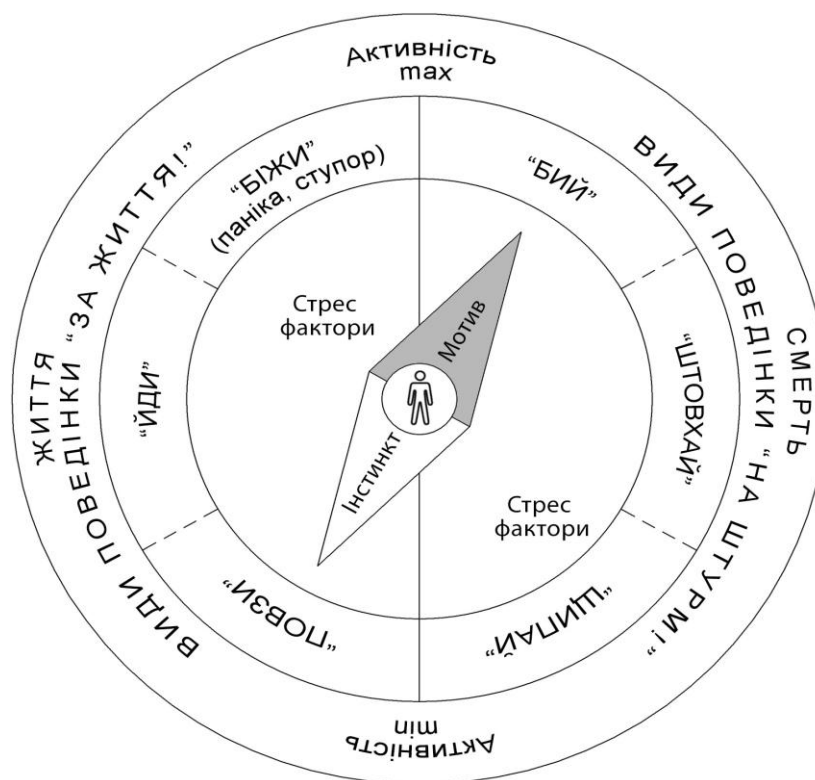 Активність
max
ВИДИ ПОВЕДІНКИ “ЗА ЖИТТЯ!”
ВИДИ ПОВЕДІНКИ “НА ШТУРМ!”
“БІЖИ”
(паніка, ступор)
“БИЙ”
Стрес
фактори
Мотив
ЖИТТЯ
“ЙДИ”
“ШТОВХАЙ”
СМЕРТЬ
Інстинкт
Стрес
фактори
“ПОВЗИ”
“ЩИПАЙ”
Активність
min